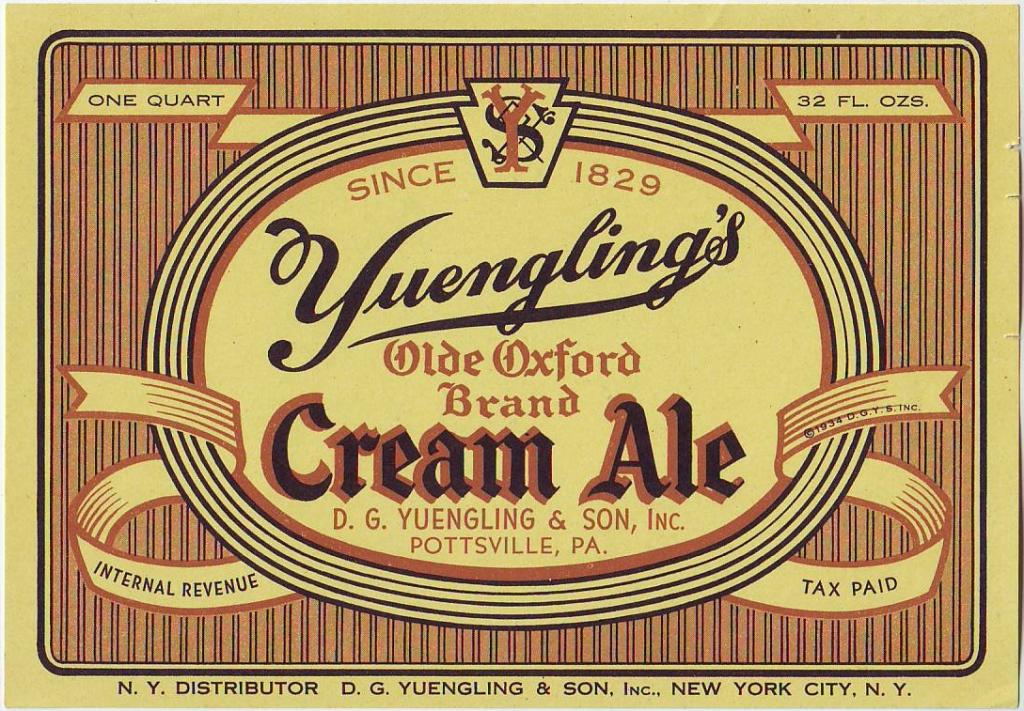 ONE QUART
32 FL. OZS.
YS
SINCE 1829
Yuengling's
Olde Oxford
Brand
Cream Ale
©1934 D.G.Y.S. INC.
D. G. YUENGLING & SON, INC.
POTTSVILLE, PA.
INTERNAL REVENUE
TAX PAID
N. Y. DISTRIBUTOR D. G. YUENGLING & SON, INC., NEW YORK CITY, N. Y.